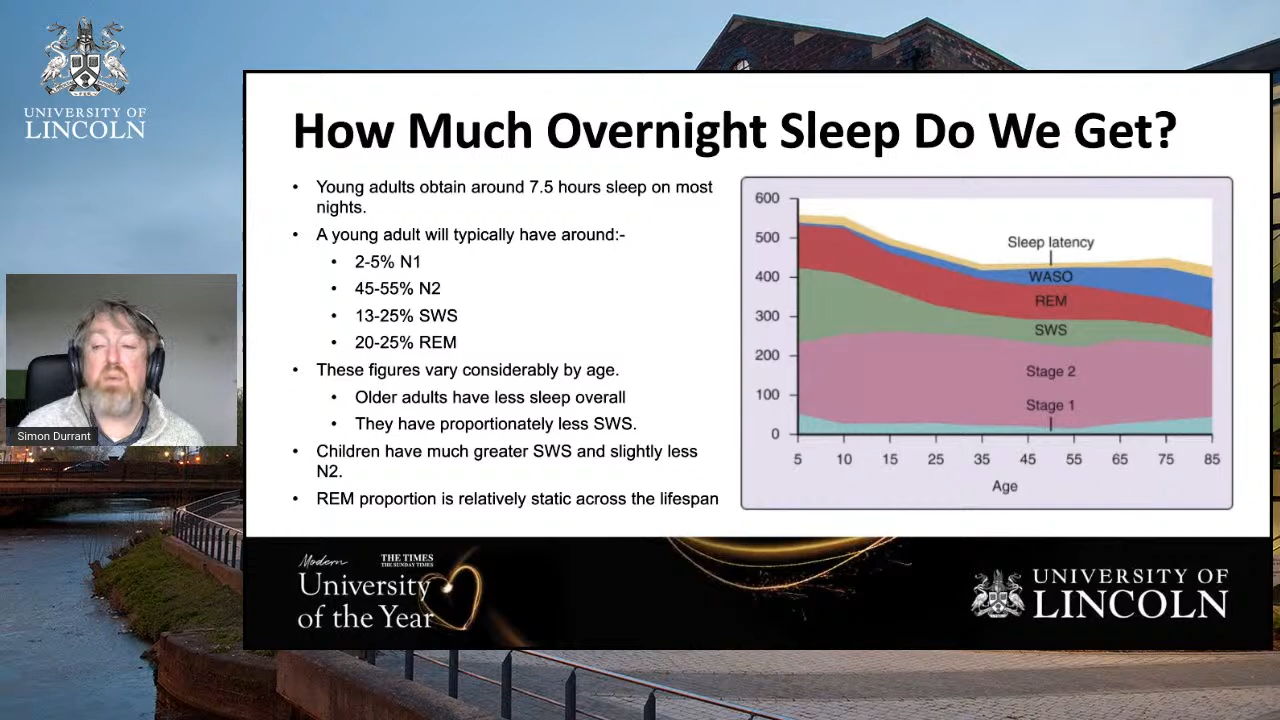 UNIVERSITY OF
LINCOLN
How Much Overnight Sleep Do We Get?
• Young adults obtain around 7.5 hours sleep on most
nights.
• A young adult will typically have around:-
• 2-5% N1
• 45-55% N2
• 13-25% SWS
• 20-25% REM
• These figures vary considerably by age.
• Older adults have less sleep overall
• They have proportionately less SWS.
• Children have much greater SWS and slightly less
N2.
• REM proportion is relatively static across the lifespan
600
500
400
300
200
100
0
Sleep latency
WASO
REM
SWS
Stage 2
Stage 1
5 10 15 25 35 45 55 65 75 85
Age
Simon Durrant
Modern
THE TIMES
THE SUNDAY TIMES
University
of the Year
UNIVERSITY OF
LINCOLN